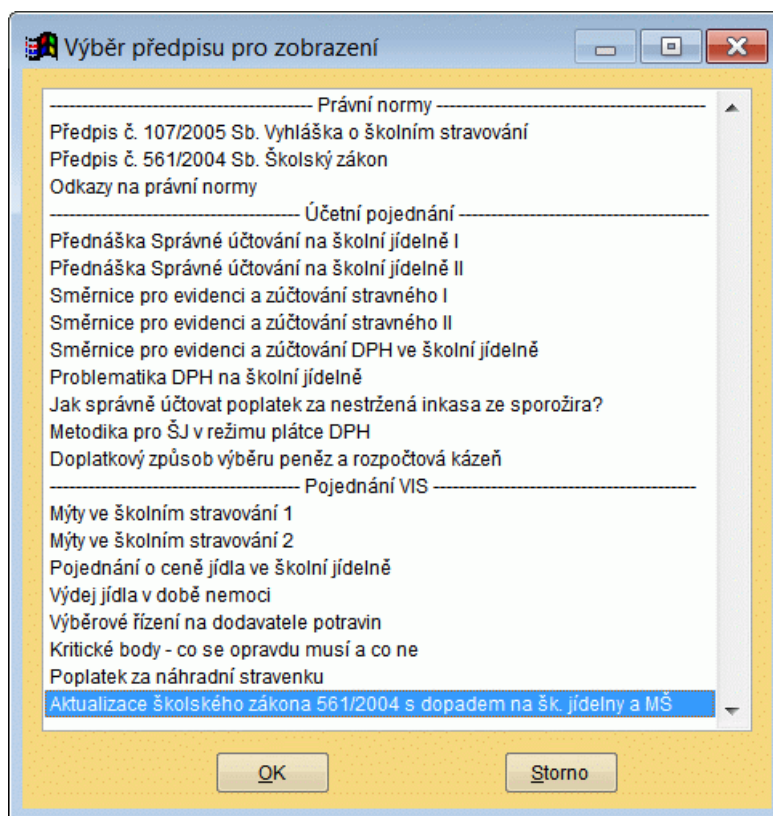 Výběr předpisu pro zobrazení
---------------------------------------- Právní normy -----------------------------------------
Předpis č. 107/2005 Sb. Vyhláška o školním stravování
Předpis č. 561/2004 Sb. Školský zákon
Odkazy na právní normy
-------------------------------------- Účetní pojednání --------------------------------------
Přednáška Správné účtování na školní jídelně I
Přednáška Správné účtování na školní jídelně II
Směrnice pro evidenci a zúčtování stravného I
Směrnice pro evidenci a zúčtování stravného II
Směrnice pro evidenci a zúčtování DPH ve školní jídelně
Problematika DPH na školní jídelně
Jak správně účtovat poplatek za nestržená inkasa ze sporožira?
Metodika pro ŠJ v režimu plátce DPH
Doplatkový způsob výběru peněz a rozpočtová kázeň
-------------------------------------- Pojednání VIS ----------------------------------------
Mýty ve školním stravování 1
Mýty ve školním stravování 2
Pojednání o ceně jídla ve školní jídelně
Výdej jídla v době nemoci
Výběrové řízení na dodavatele potravin
Kritické body - co se opravdu musí a co ne
Poplatek za náhradní stravenku
Aktualizace školského zákona 561/2004 s dopadem na šk. jídelny a MŠ
OK Storno